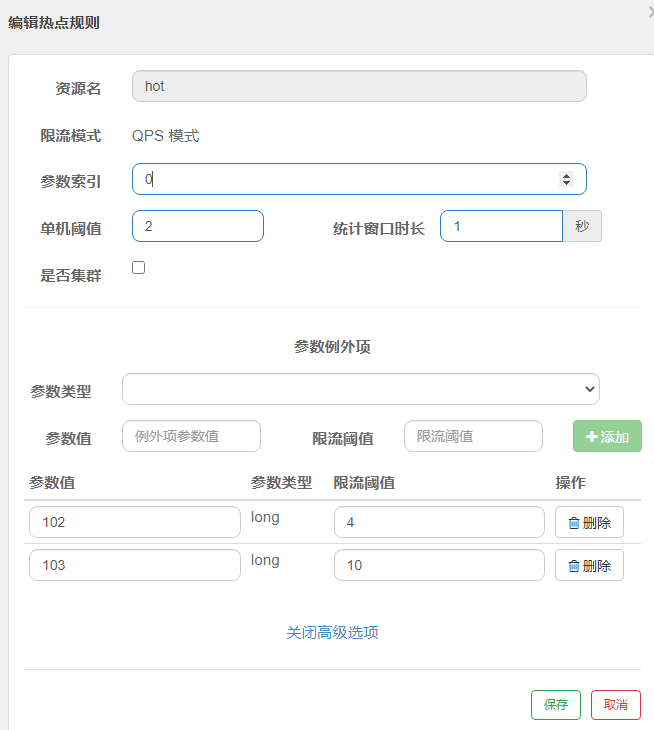 编辑热点规则
资源名 hot
限流模式 QPS 模式
参数索引 0
单机阈值 2 统计窗口时长 1 秒
是否集群
参数例外项
参数类型
参数值 例外项参数值 限流阈值 限流阈值 添加
参数值 参数类型 限流阈值 操作
102 long 4 删除
103 long 10 删除
关闭高级选项
保存 取消